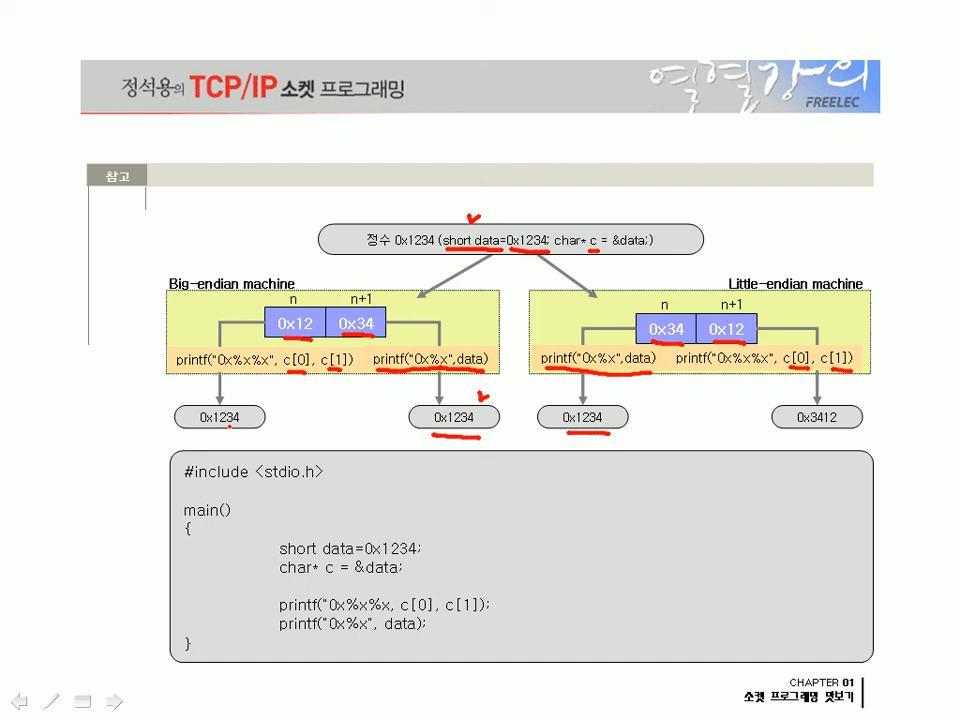 정석용의 TCP/IP 소켓 프로그래밍
열혈강의
FREELEC
참고
정수 0x1234 (short data=0x1234; char* c = &data;)
Big-endian machine
Little-endian machine
n n+1
0x12 0x34
printf("0x%x%x", c[0], c[1]) printf("0x%x",data)
0x1234 0x1234
n n+1
0x34 0x12
printf("0x%x",data) printf("0x%x%x", c[0], c[1])
0x1234 0x3412
#include <stdio.h>
main()
{
short data=0x1234;
char* c = &data;
printf("0x%x%x, c[0], c[1]);
printf("0x%x", data);
}
CHAPTER 01
소켓 프로그래밍 맛보기